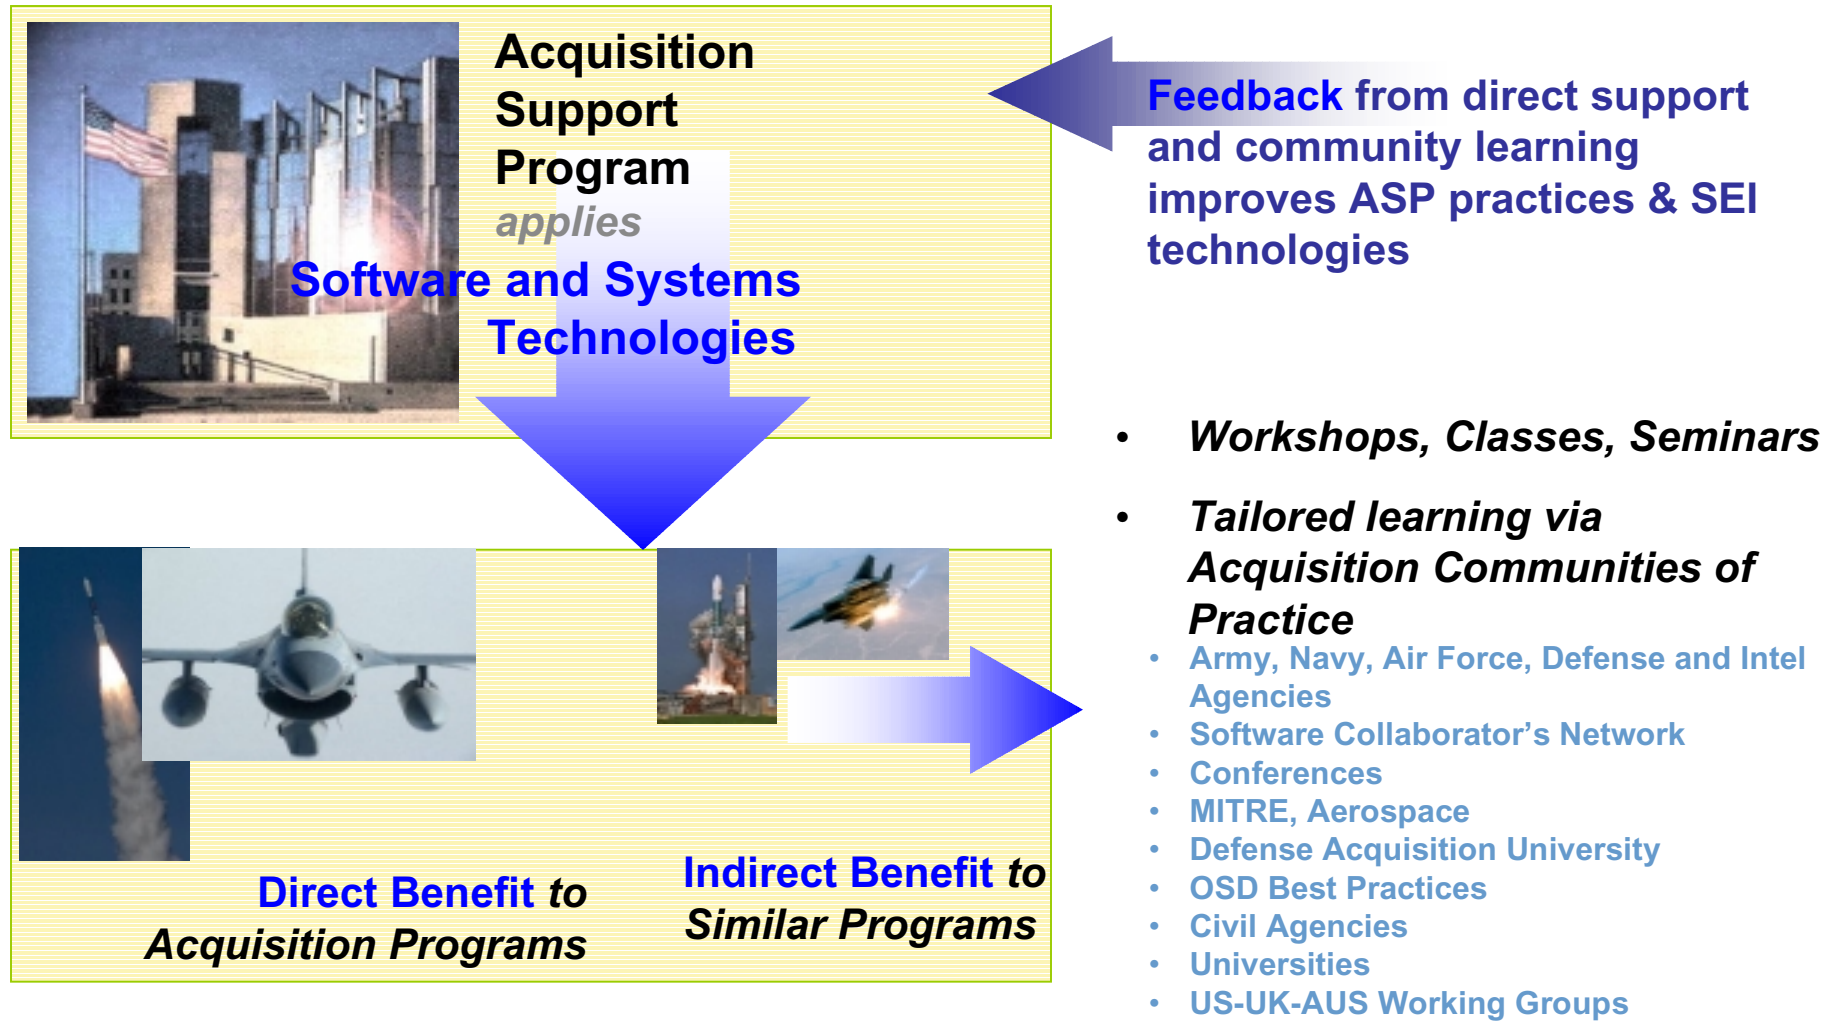 Acquisition
Support
Program
applies
Software and Systems
Technologies
Feedback from direct support
and community learning
improves ASP practices & SEI
technologies
• Workshops, Classes, Seminars
• Tailored learning via
Acquisition Communities of
Practice
• Army, Navy, Air Force, Defense and Intel
Agencies
• Software Collaborator’s Network
• Conferences
• MITRE, Aerospace
• Defense Acquisition University
• OSD Best Practices
• Civil Agencies
• Universities
• US-UK-AUS Working Groups
Direct Benefit to
Acquisition Programs
Indirect Benefit to
Similar Programs